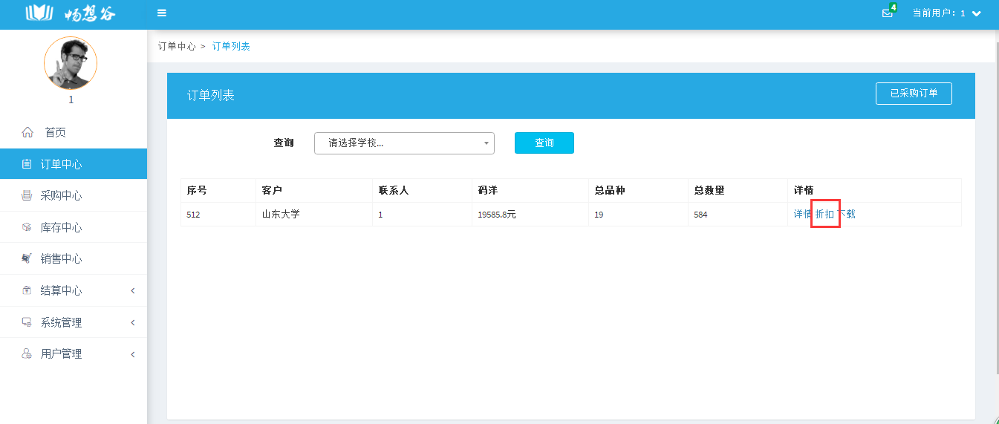 畅想谷
4
当前用户：1
1
首页
订单中心
采购中心
库存中心
销售中心
结算中心
系统管理
用户管理
订单中心 > 订单列表
订单列表
已采购订单
查询 请选择学校... 查询
序号 客户 联系人 码洋 总品种 总数量 详情
512 山东大学 1 19585.8元 19 584 详情 折扣 下载